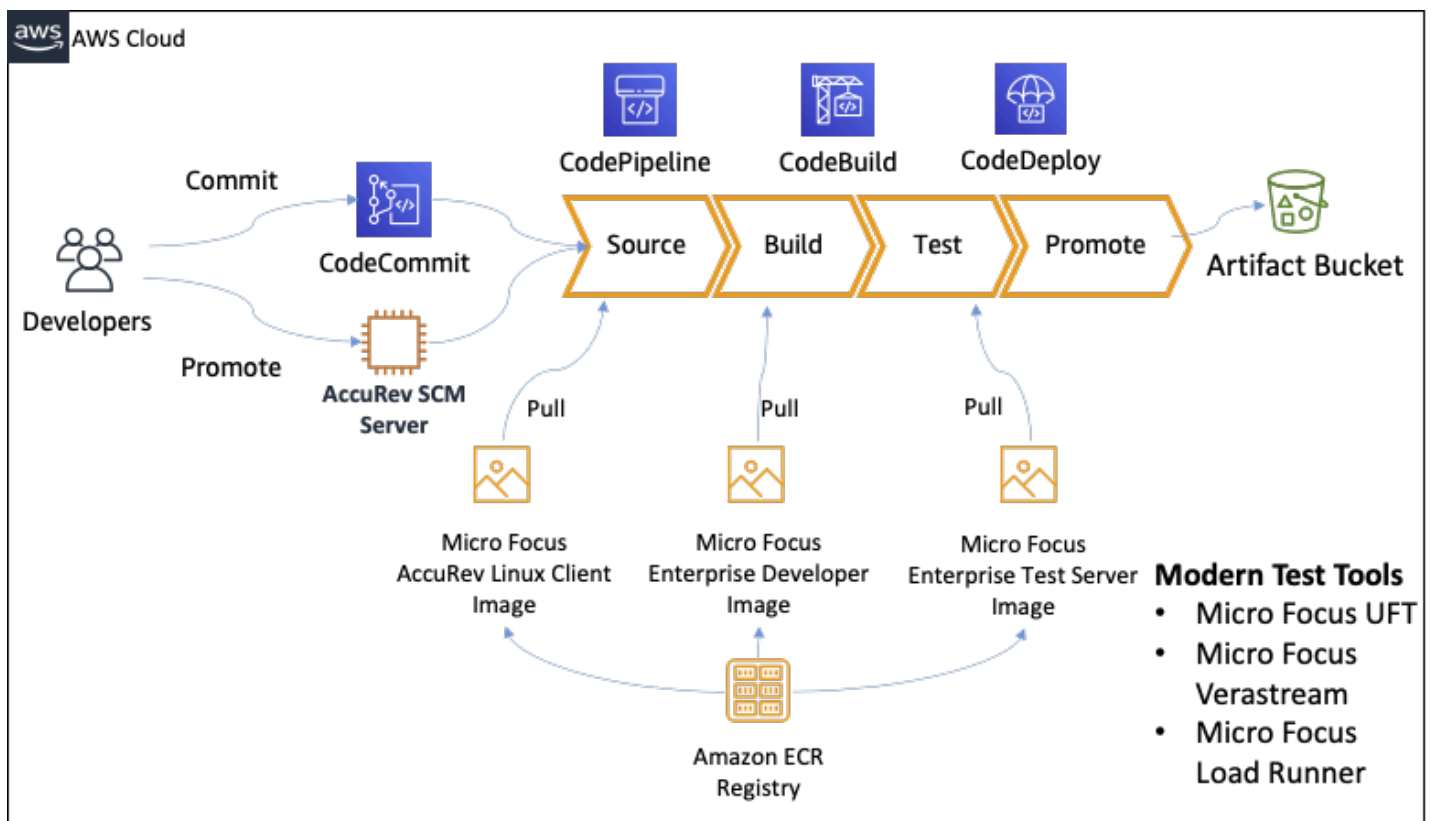 aws
AWS Cloud
CodePipeline
CodeBuild
CodeDeploy
Commit
CodeCommit
Source
Build
Test
Promote
Artifact Bucket
Developers
Promote
AccuRev SCM
Server
Pull
Pull
Pull
Micro Focus
AccuRev Linux Client
Image
Micro Focus
Enterprise Developer
Image
Micro Focus
Enterprise Test Server
Image
Modern Test Tools
• Micro Focus UFT
• Micro Focus
Verastream
• Micro Focus
Load Runner
Amazon ECR
Registry